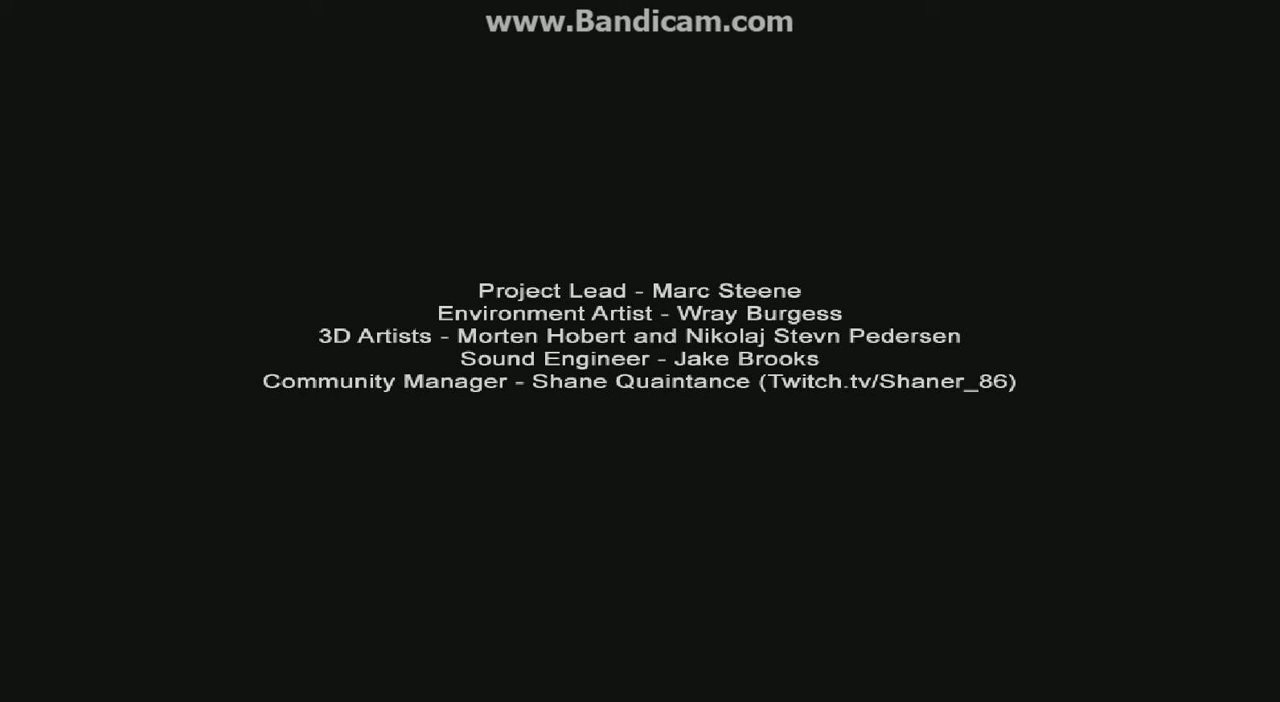 www.Bandicam.com
Project Lead - Marc Steene
Environment Artist - Wray Burgess
3D Artists - Morten Hobert and Nikolaj Stevn Pedersen
Sound Engineer - Jake Brooks
Community Manager - Shane Quaintance (Twitch.tv/Shaner_86)